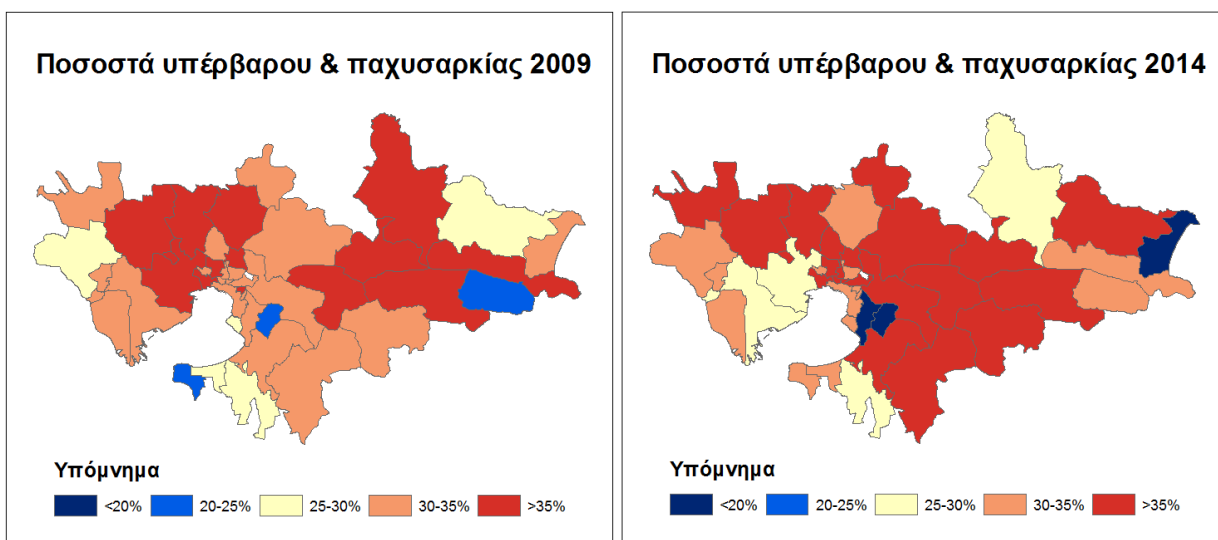 Ποσοστά υπέρβαρου & παχυσαρκίας 2009
Υπόμνημα
<20% 20-25% 25-30% 30-35% >35%
Ποσοστά υπέρβαρου & παχυσαρκίας 2014
Υπόμνημα
<20% 20-25% 25-30% 30-35% >35%